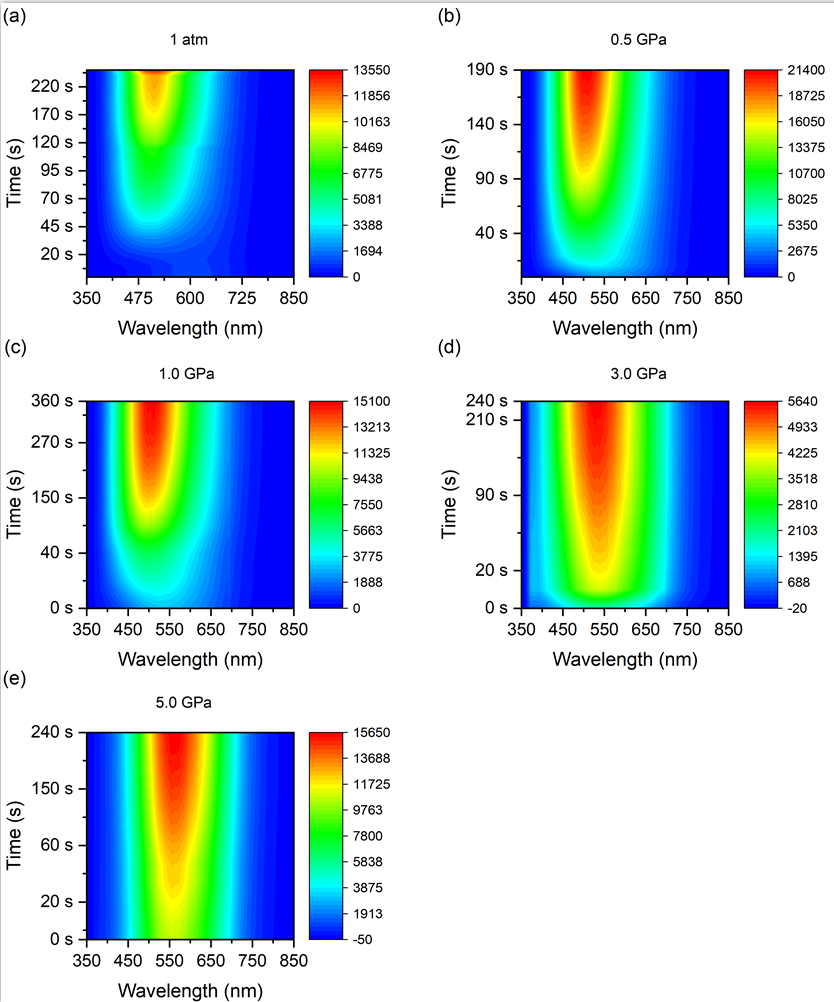 (a)
1 atm
Time (s)
220 s
170 s
120 s
95 s
70 s
45 s
20 s
350 475 600 725 850
Wavelength (nm)
13550
11856
10163
8469
6775
5081
3388
1694
0
(b)
0.5 GPa
Time (s)
190 s
140 s
90 s
40 s
350 450 550 650 750 850
Wavelength (nm)
21400
18725
16050
13375
10700
8350
5350
2675
0
(c)
1.0 GPa
Time (s)
360 s
270 s
150 s
40 s
0 s
350 450 550 650 750 850
Wavelength (nm)
15100
13213
11325
9438
7550
5663
3775
1888
0
(d)
3.0 GPa
Time (s)
240 s
210 s
90 s
20 s
0 s
350 450 550 650 750 850
Wavelength (nm)
5640
4933
4225
3518
2810
2103
1395
688
-20
(e)
5.0 GPa
Time (s)
240 s
150 s
60 s
20 s
0 s
350 450 550 650 750 850
Wavelength (nm)
15650
13688
11725
9763
7800
5838
3875
1913
-50